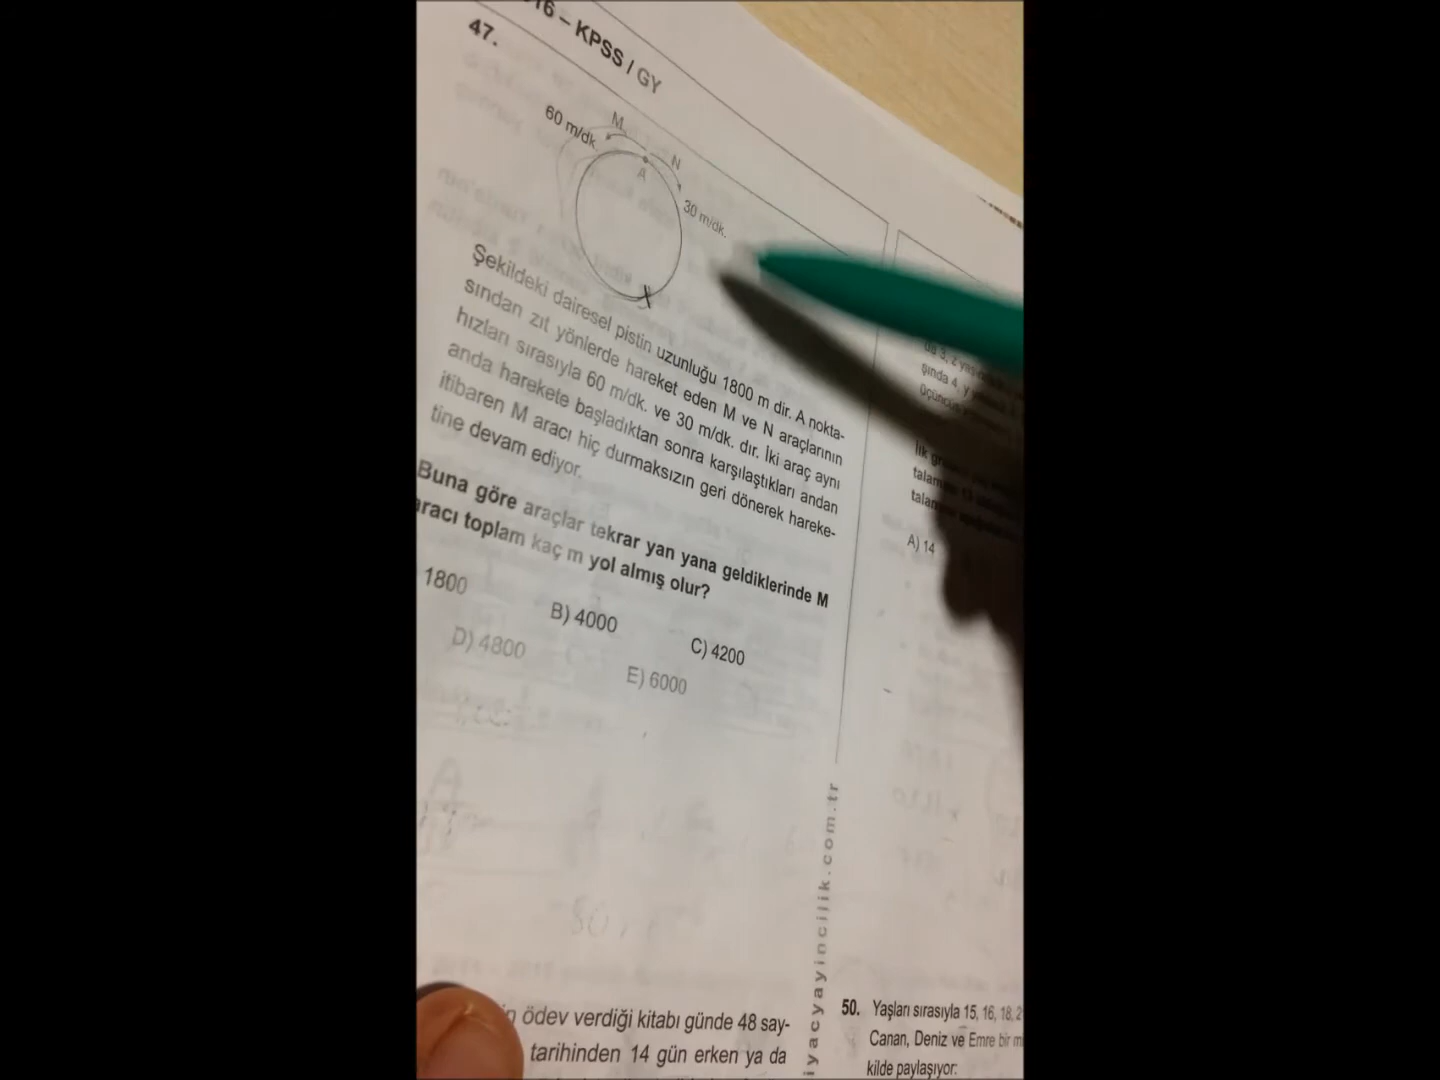 16 – KPSS / GY
47.
60 m/dk.
M
N
A
30 m/dk.
Şekildeki dairesel pistin uzunluğu 1800 m dir. A nokta-
sından zıt yönlerde hareket eden M ve N araçlarının
hızları sırasıyla 60 m/dk. ve 30 m/dk. dır. İki araç aynı
anda harekete başladıktan sonra karşılaştıkları andan
itibaren M aracı hiç durmaksızın geri dönerek hareke-
tine devam ediyor.
Buna göre araçlar tekrar yan yana geldiklerinde M
aracı toplam kaç m yol almış olur?
1800
B) 4000
C) 4200
D) 4800
E) 6000
ödev verdiği kitabı günde 48 say-
tarihinden 14 gün erken ya da
iyacyayincilik.com.tr
şında 4, y
A) 14
50. Yaşları sırasıyla 15, 16, 18,
Canan, Deniz ve Emre bir
kilde paylaşıyor: